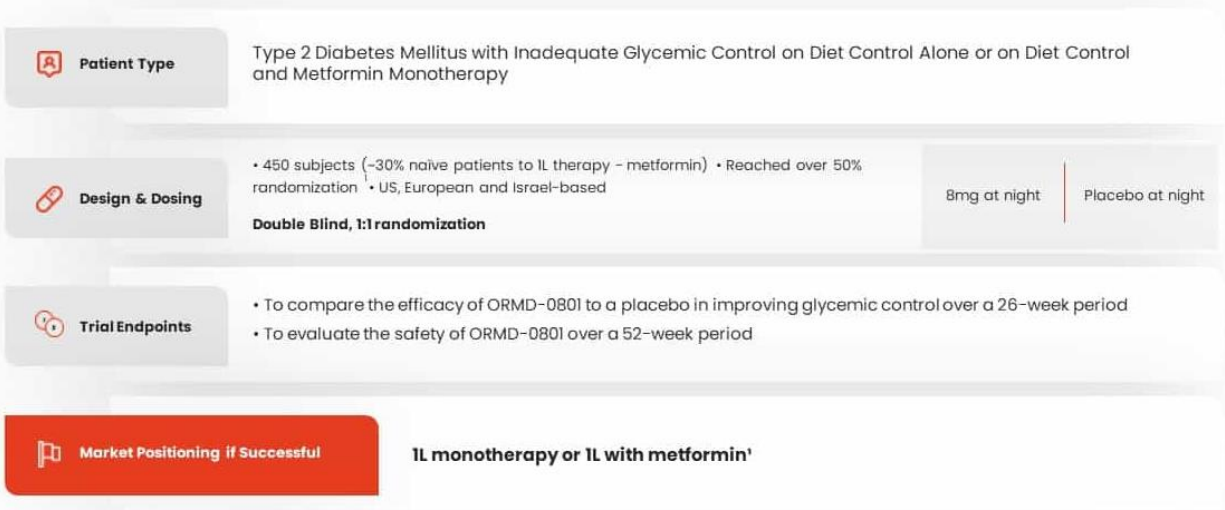 Patient Type
Type 2 Diabetes Mellitus with Inadequate Glycemic Control on Diet Control Alone or on Diet Control
and Metformin Monotherapy
Design & Dosing
• 450 subjects (~30% naïve patients to 1L therapy - metformin) • Reached over 50%
randomization • US, European and Israel-based
Double Blind, 1:1 randomization
8mg at night
Placebo at night
Trial Endpoints
• To compare the efficacy of ORMD-0801 to a placebo in improving glycemic control over a 26-week period
• To evaluate the safety of ORMD-0801 over a 52-week period
Market Positioning if Successful
1L monotherapy or 1L with metformin¹